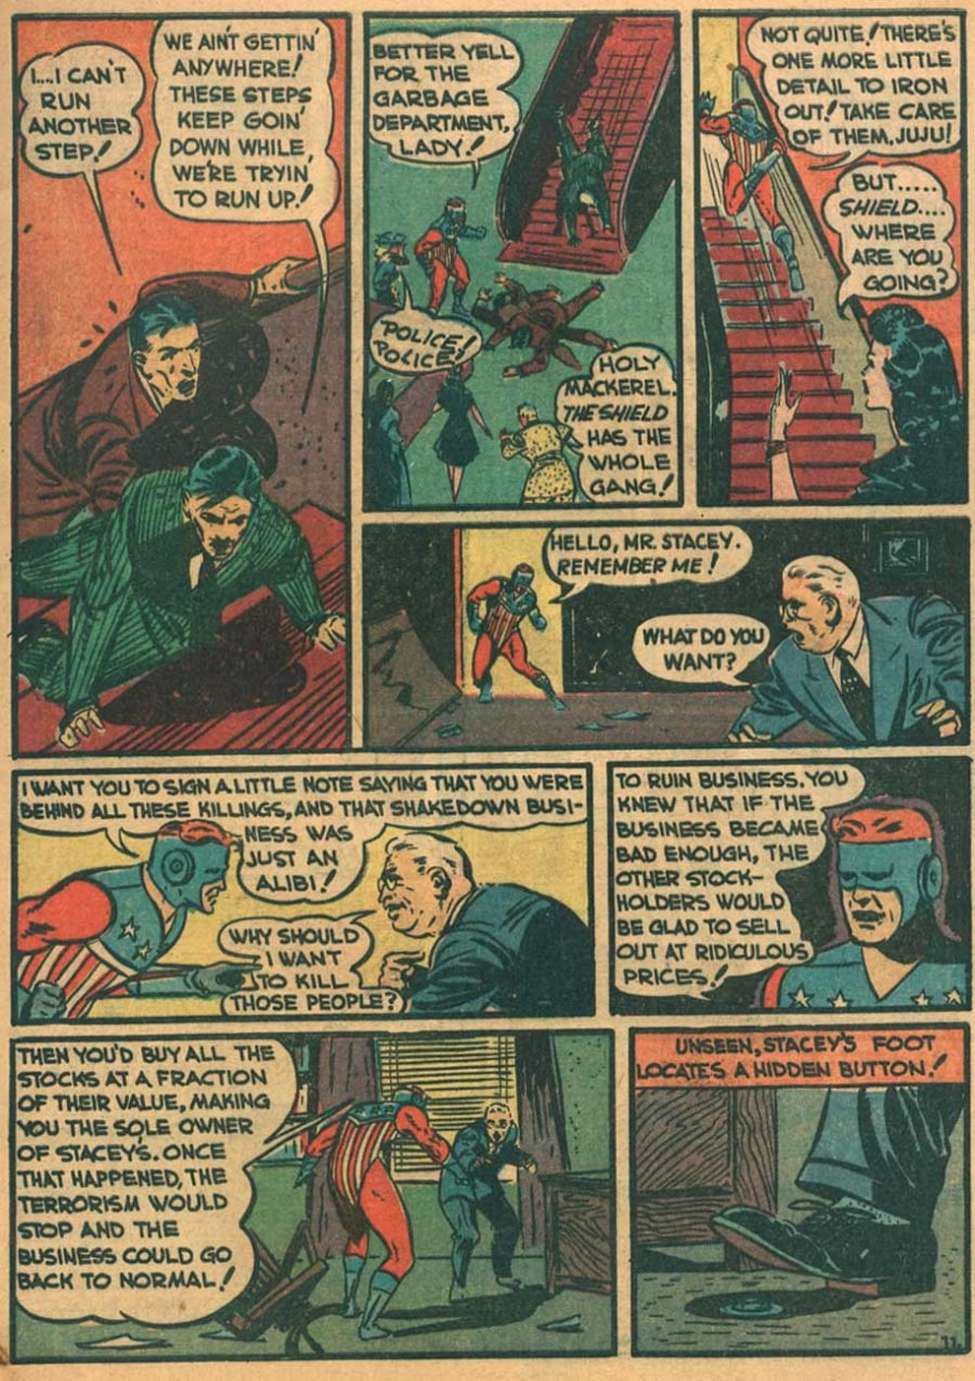 I....I CAN'T
RUN
ANOTHER
STEP!
WE AIN'T GETTIN'
ANYWHERE!
THESE STEPS
KEEP GOIN'
DOWN WHILE,
WE'RE TRYIN
TO RUN UP!
BETTER YELL
FOR THE
GARBAGE
DEPARTMENT,
LADY!
POLICE!
POLICE!
HOLY
MACKEREL.
THE SHIELD
HAS THE
WHOLE
GANG!
NOT QUITE! THERE'S
ONE MORE LITTLE
DETAIL TO IRON
OUT! TAKE CARE
OF THEM, JUJU!
BUT.....
SHIELD....
WHERE
ARE YOU
GOING?
HELLO, MR. STACEY.
REMEMBER ME!
WHAT DO YOU
WANT?
I WANT YOU TO SIGN A LITTLE NOTE SAYING THAT YOU WERE
BEHIND ALL THESE KILLINGS, AND THAT SHAKEDOWN BUSI-
NESS WAS
JUST AN
ALIBI!
WHY SHOULD
I WANT
TO KILL
THOSE PEOPLE?
TO RUIN BUSINESS. YOU
KNEW THAT IF THE
BUSINESS BECAME
BAD ENOUGH, THE
OTHER STOCK-
HOLDERS WOULD
BE GLAD TO SELL
OUT AT RIDICULOUS
PRICES!
THEN YOU'D BUY ALL THE
STOCKS AT A FRACTION
OF THEIR VALUE, MAKING
YOU THE SOLE OWNER
OF STACEY'S. ONCE
THAT HAPPENED, THE
TERRORISM WOULD
STOP AND THE
BUSINESS COULD GO
BACK TO NORMAL!
UNSEEN, STACEY'S FOOT
LOCATES A HIDDEN BUTTON!
11.